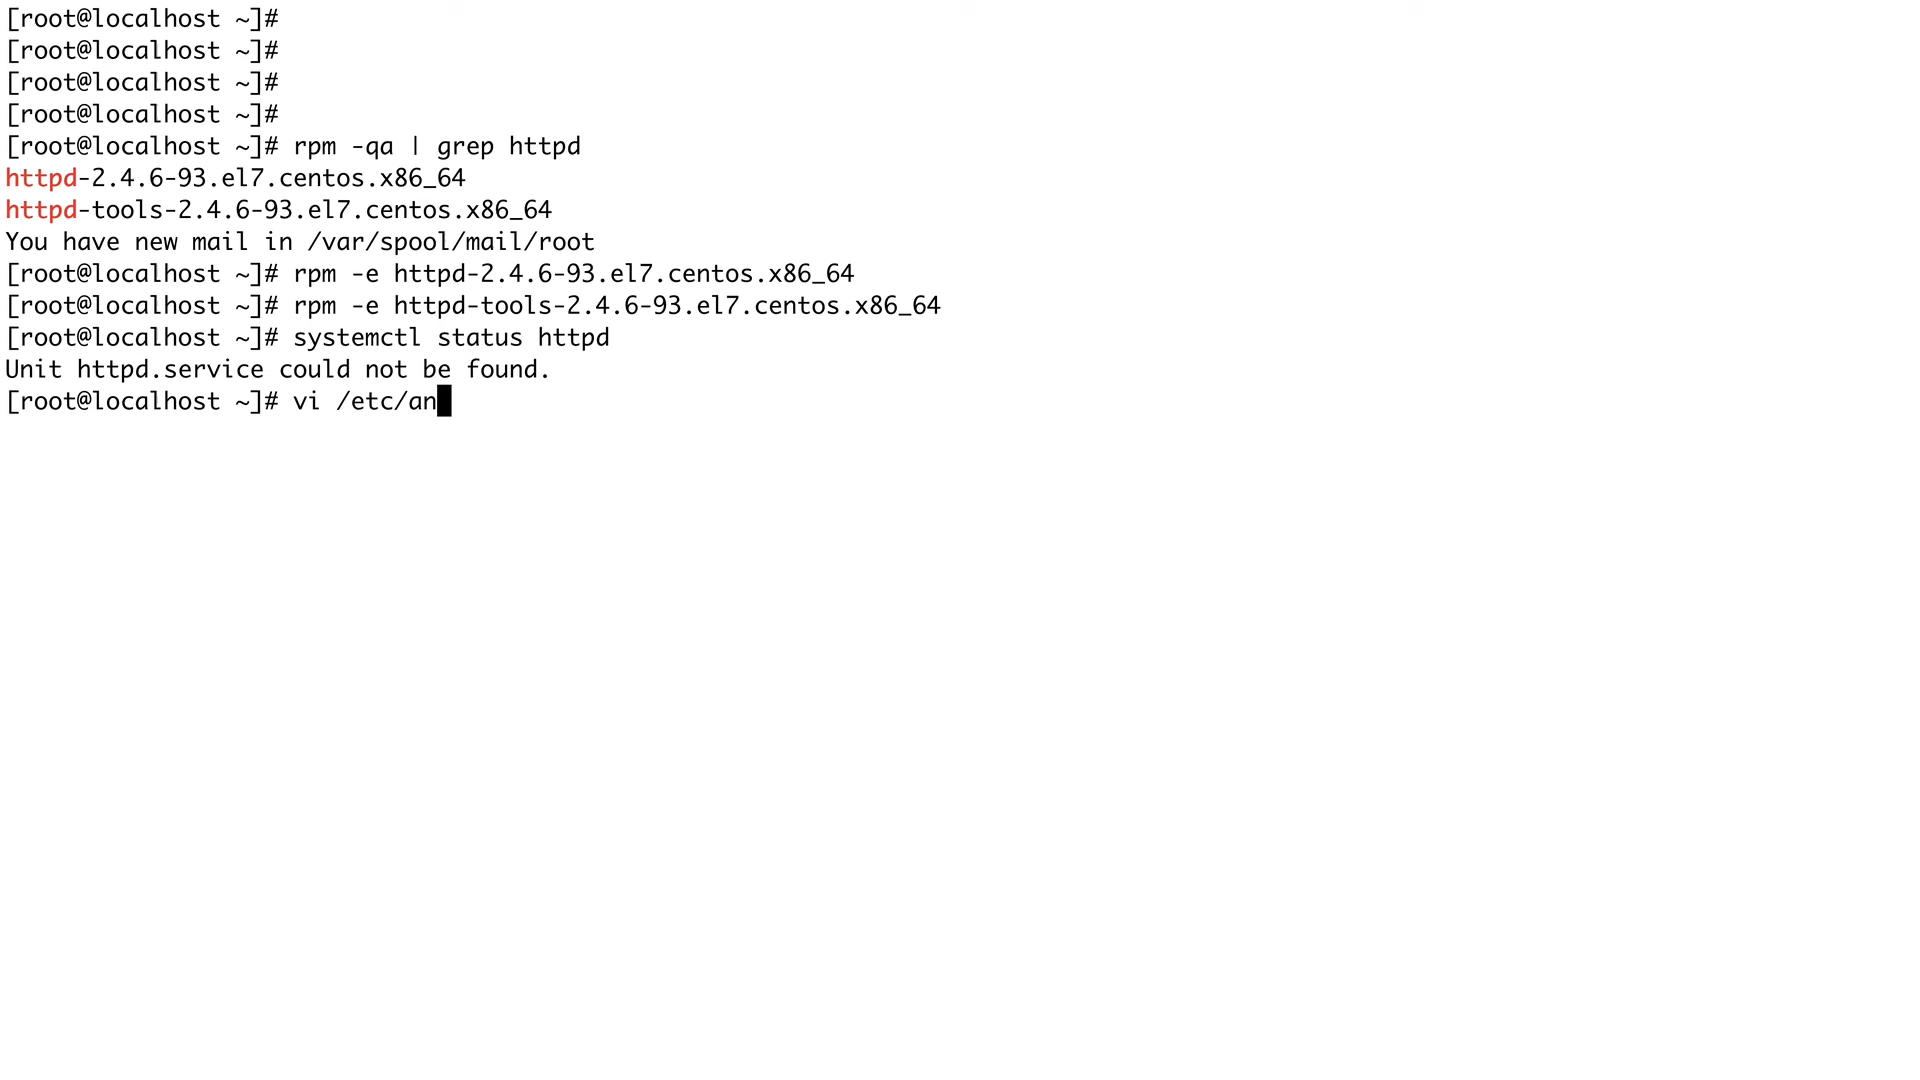 [root@localhost ~]#
[root@localhost ~]#
[root@localhost ~]#
[root@localhost ~]#
[root@localhost ~]# rpm -qa | grep httpd
httpd-2.4.6-93.el7.centos.x86_64
httpd-tools-2.4.6-93.el7.centos.x86_64
You have new mail in /var/spool/mail/root
[root@localhost ~]# rpm -e httpd-2.4.6-93.el7.centos.x86_64
[root@localhost ~]# rpm -e httpd-tools-2.4.6-93.el7.centos.x86_64
[root@localhost ~]# systemctl status httpd
Unit httpd.service could not be found.
[root@localhost ~]# vi /etc/an